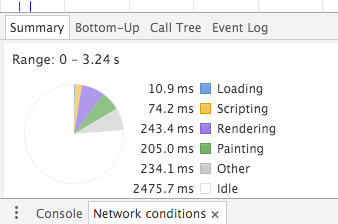 Summary Bottom-Up Call Tree Event Log
Range: 0 – 3.24 s
10.9 ms Loading
74.2 ms Scripting
243.4 ms Rendering
205.0 ms Painting
234.1 ms Other
2475.7 ms Idle
Console Network conditions ×